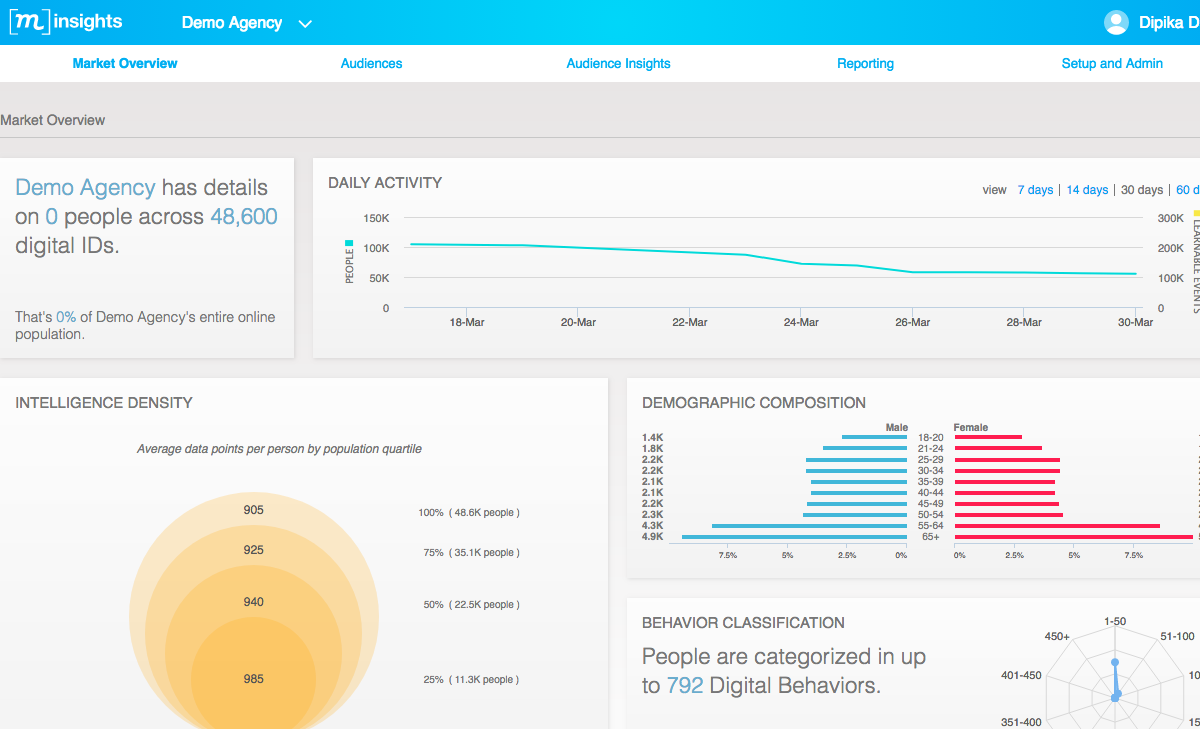 [m] insights Demo Agency Dipika D
Market Overview Audiences Audience Insights Reporting Setup and Admin
Market Overview
Demo Agency has details
on 0 people across 48,600
digital IDs.
That's 0% of Demo Agency's entire online
population.
DAILY ACTIVITY
view 7 days | 14 days | 30 days | 60 d
PEOPLE
150K
100K
50K
0
300K
200K
100K
0
LEARNABLE EVENTS
18-Mar 20-Mar 22-Mar 24-Mar 26-Mar 28-Mar 30-Mar
INTELLIGENCE DENSITY
Average data points per person by population quartile
905 100% ( 48.6K people )
925 75% ( 35.1K people )
940 50% ( 22.5K people )
985 25% ( 11.3K people )
DEMOGRAPHIC COMPOSITION
Male Female
1.4K 18-20
1.8K 21-24
2.2K 25-29
2.2K 30-34
2.1K 35-39
2.1K 40-44
2.2K 45-49
2.3K 50-54
4.3K 55-64
4.9K 65+
7.5% 5% 2.5% 0% 0% 2.5% 5% 7.5%
BEHAVIOR CLASSIFICATION
People are categorized in up
to 792 Digital Behaviors.
1-50
450+ 51-100
401-450 10
351-400 15